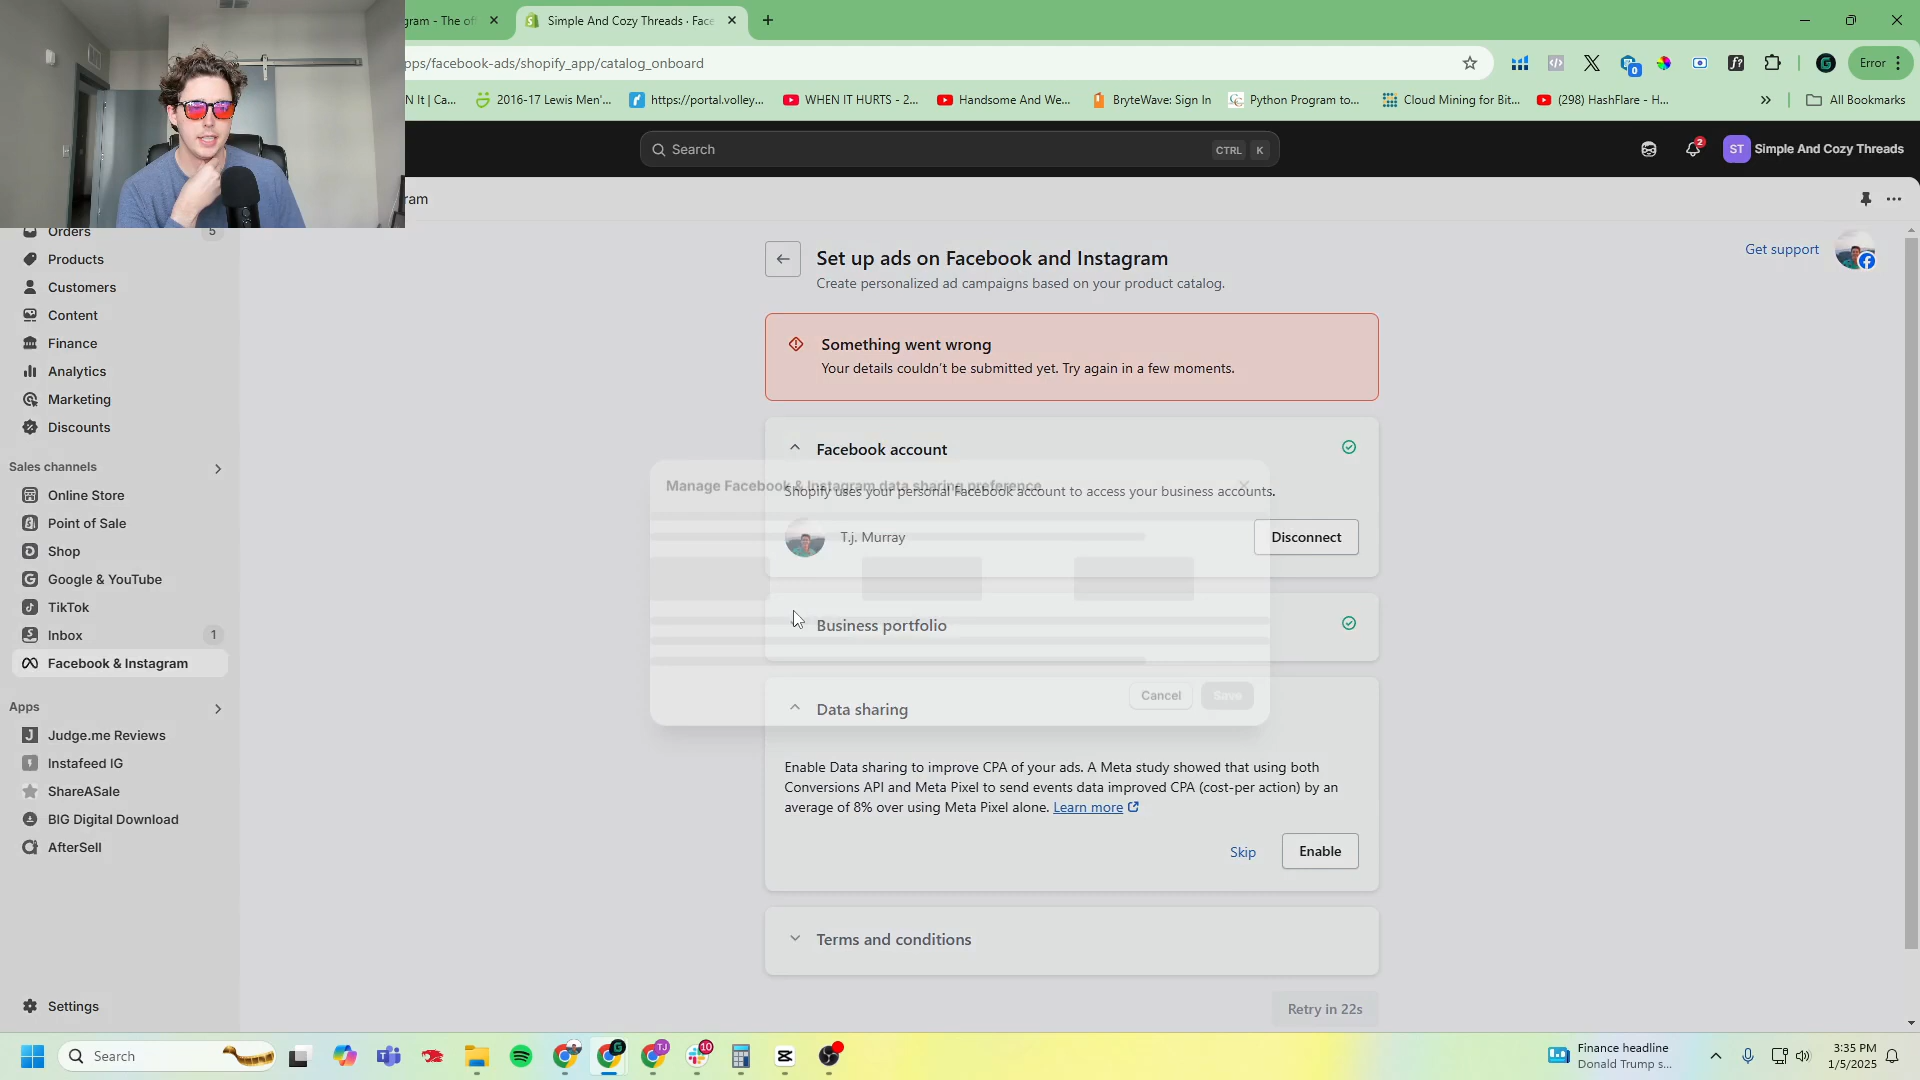 gram - The of
Simple And Cozy Threads · Face
pps/facebook-ads/shopify_app/catalog_onboard
Error
N It | Ca...
2016-17 Lewis Men'...
https://portal.volley...
WHEN IT HURTS - 2...
Handsome And We...
BryteWave: Sign In
Python Program to...
Cloud Mining for Bit...
(298) HashFlare - H...
All Bookmarks
Search
CTRL K
2
ST
Simple And Cozy Threads
ram
Orders 5
Products
Customers
Content
Finance
Analytics
Marketing
Discounts
Sales channels
Online Store
Point of Sale
Shop
Google & YouTube
TikTok
Inbox 1
Facebook & Instagram
Apps
Judge.me Reviews
Instafeed IG
ShareASale
BIG Digital Download
AfterSell
Settings
Set up ads on Facebook and Instagram
Create personalized ad campaigns based on your product catalog.
Get support
Something went wrong
Your details couldn't be submitted yet. Try again in a few moments.
Facebook account
Manage Facebook & Instagram data sharing preference
Shopify uses your personal Facebook account to access your business accounts.
T.j. Murray
Disconnect
Business portfolio
Cancel
Save
Data sharing
Enable Data sharing to improve CPA of your ads. A Meta study showed that using both
Conversions API and Meta Pixel to send events data improved CPA (cost-per action) by an
average of 8% over using Meta Pixel alone. Learn more
Skip
Enable
Terms and conditions
Retry in 22s
Search
TJ
10
Finance headline
Donald Trump s...
3:35 PM
1/5/2025